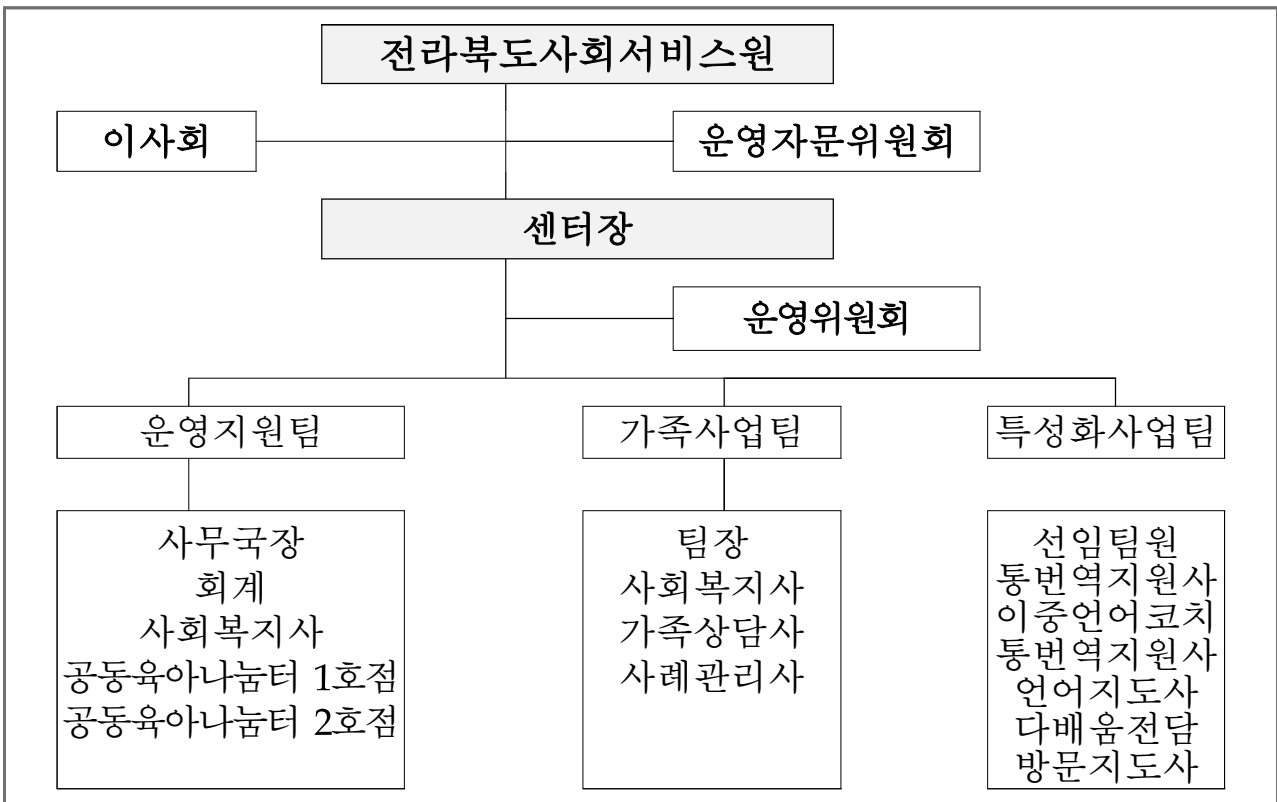 전라북도사회서비스원
이사회
운영자문위원회
센터장
운영위원회
운영지원팀
가족사업팀
특성화사업팀
사무국장
회계
사회복지사
공동육아나눔터 1호점
공동육아나눔터 2호점
팀장
사회복지사
가족상담사
사례관리사
선임팀원
통번역지원사
이중언어코치
통번역지원사
언어지도사
다배움전담
방문지도사